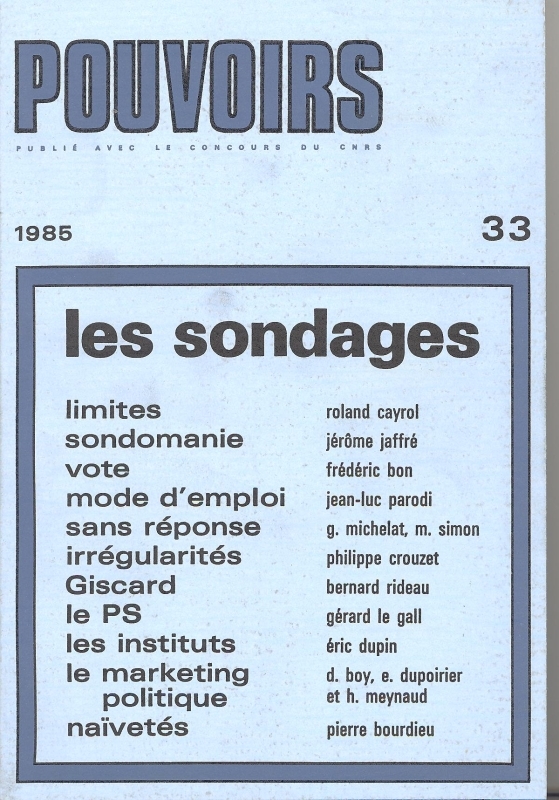 POUVOIRS
PUBLIÉ AVEC LE CONCOURS DU CNRS
1985 33
les sondages
limites roland cayrol
sondomanie jérôme jaffré
vote frédéric bon
mode d'emploi jean-luc parodi
sans réponse g. michelat, m. simon
irrégularités philippe crouzet
Giscard bernard rideau
le PS gérard le gall
les instituts éric dupin
le marketing d. boy, e. dupoirier
politique et h. meynaud
naïvetés pierre bourdieu